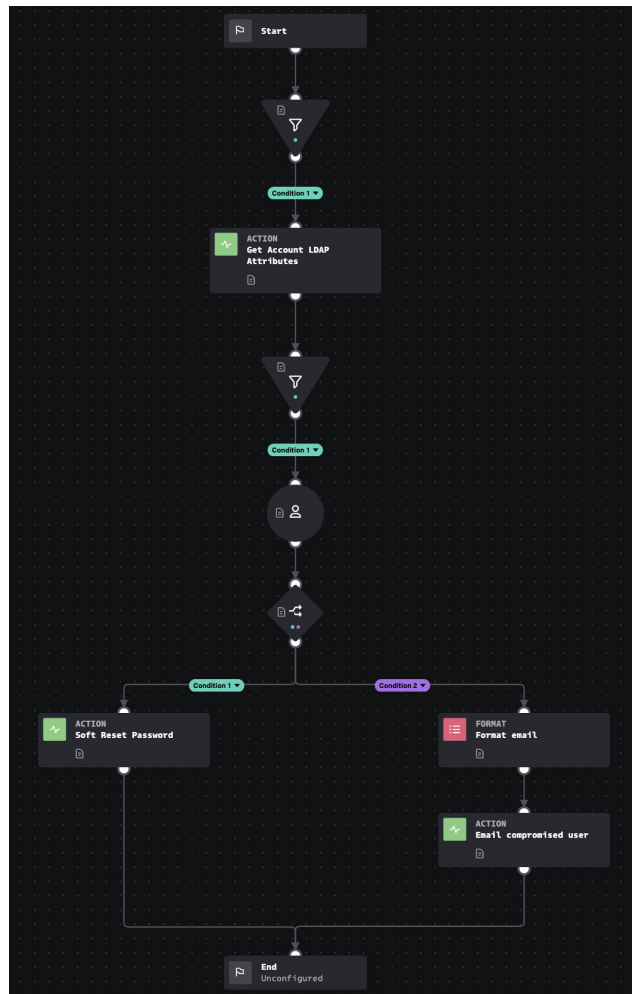 Start
Condition 1
ACTION
Get Account LDAP
Attributes
Condition 1
Condition 1
Condition 2
ACTION
Soft Reset Password
FORMAT
Format email
ACTION
Email compromised user
End
Unconfigured